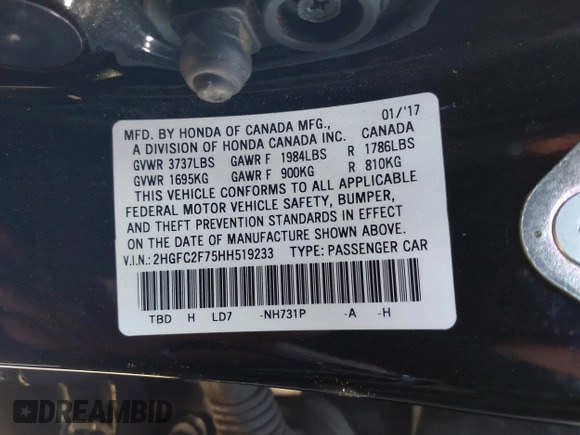 MFD. BY HONDA OF CANADA MFG., 01/'17
A DIVISION OF HONDA CANADA INC. CANADA
GVWR 3737LBS GAWR F 1984LBS R 1786LBS
GVWR 1695KG GAWR F 900KG R 810KG
THIS VEHICLE CONFORMS TO ALL APPLICABLE
FEDERAL MOTOR VEHICLE SAFETY, BUMPER,
AND THEFT PREVENTION STANDARDS IN EFFECT
ON THE DATE OF MANUFACTURE SHOWN ABOVE.
V.I.N.: 2HGFC2F75HH519233 TYPE: PASSENGER CAR
TBD H LD7 -NH731P -A -H
DREAMBID